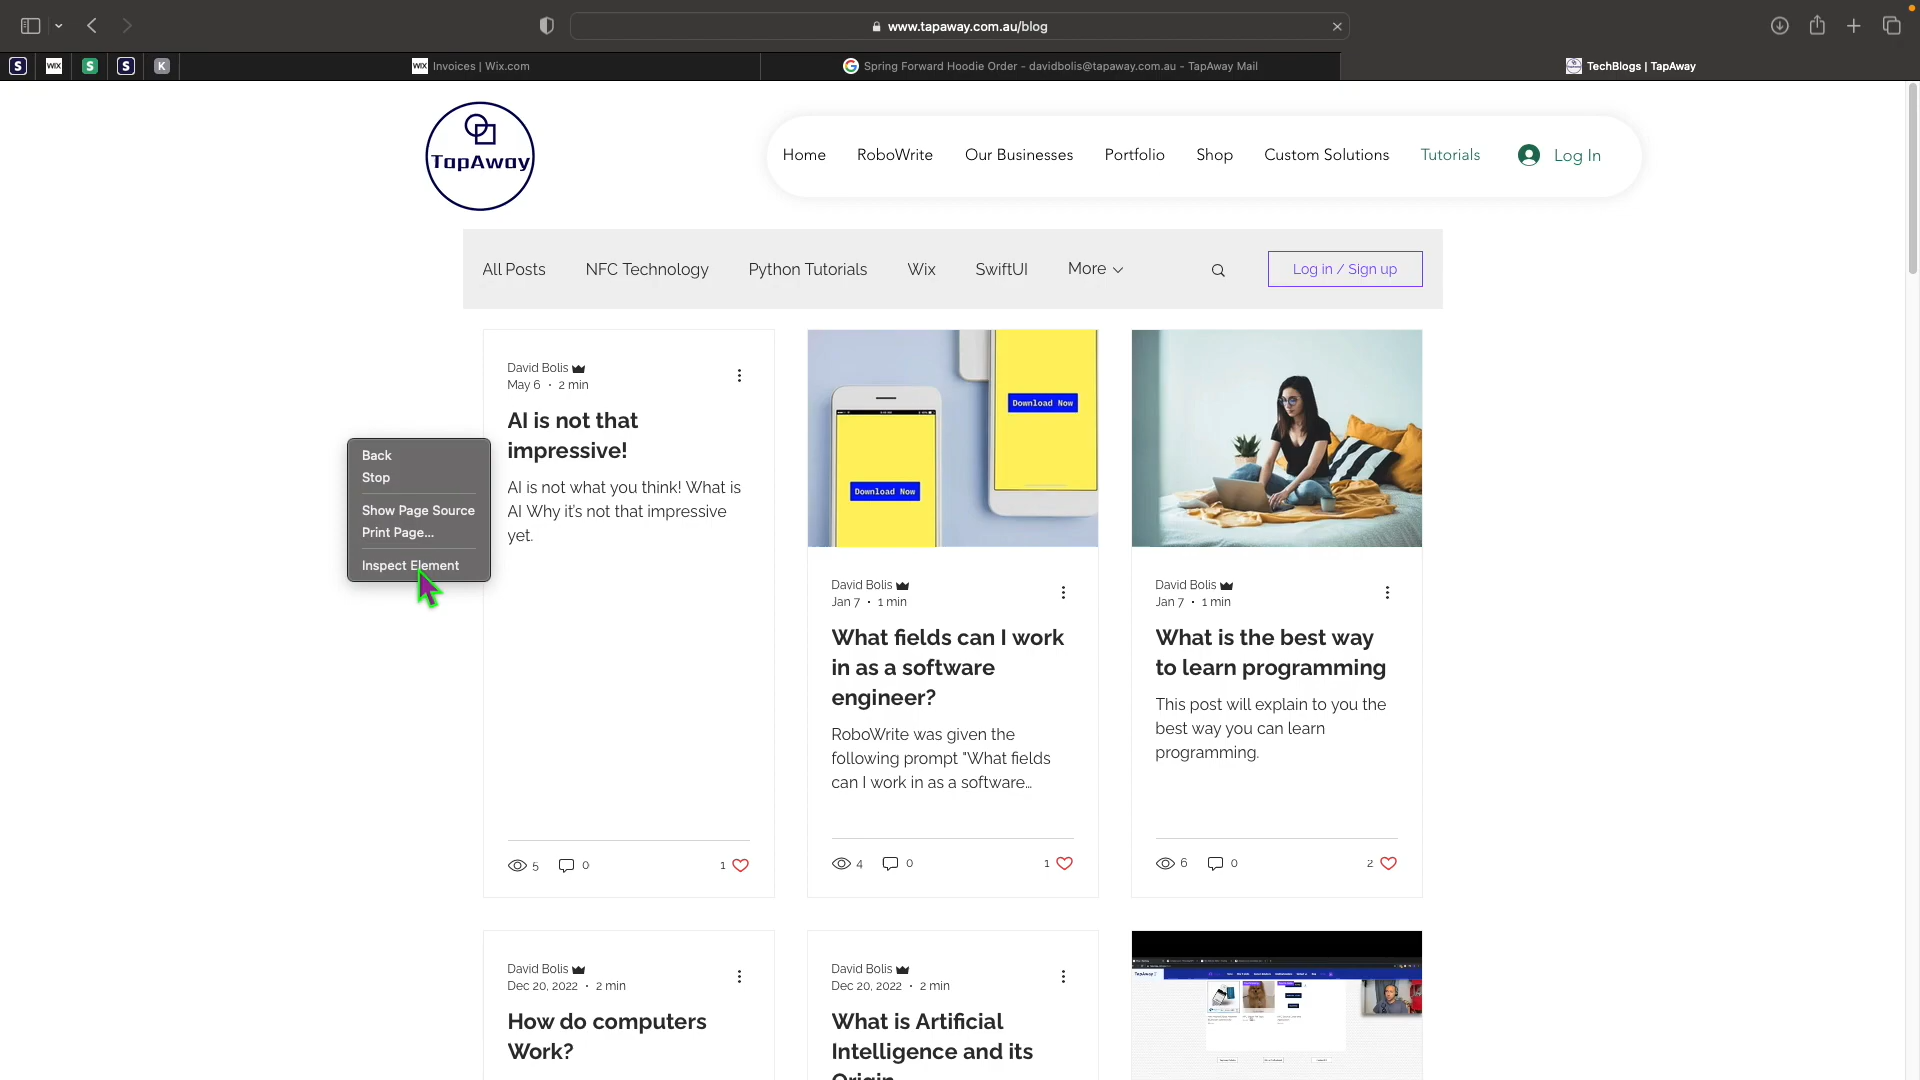 www.tapaway.com.au/blog
S
WIX
S
S
K
WIX Invoices | Wix.com
Spring Forward Hoodie Order - davidbolis@tapaway.com.au - TapAway Mail
TechBlogs | TapAway
TapAway
Home
RoboWrite
Our Businesses
Portfolio
Shop
Custom Solutions
Tutorials
Log In
All Posts
NFC Technology
Python Tutorials
Wix
SwiftUI
More
Log in / Sign up
David Bolis
May 6 · 2 min
AI is not that
impressive!
AI is not what you think! What is
AI Why it's not that impressive
yet.
5
0
1
Back
Stop
Show Page Source
Print Page...
Inspect Element
Download Now
Download Now
David Bolis
Jan 7 · 1 min
What fields can I work
in as a software
engineer?
RoboWrite was given the
following prompt "What fields
can I work in as a software...
4
0
1
David Bolis
Jan 7 · 1 min
What is the best way
to learn programming
This post will explain to you the
best way you can learn
programming.
6
0
2
David Bolis
Dec 20, 2022 · 2 min
How do computers
Work?
David Bolis
Dec 20, 2022 · 2 min
What is Artificial
Intelligence and its
Origin
TapAway